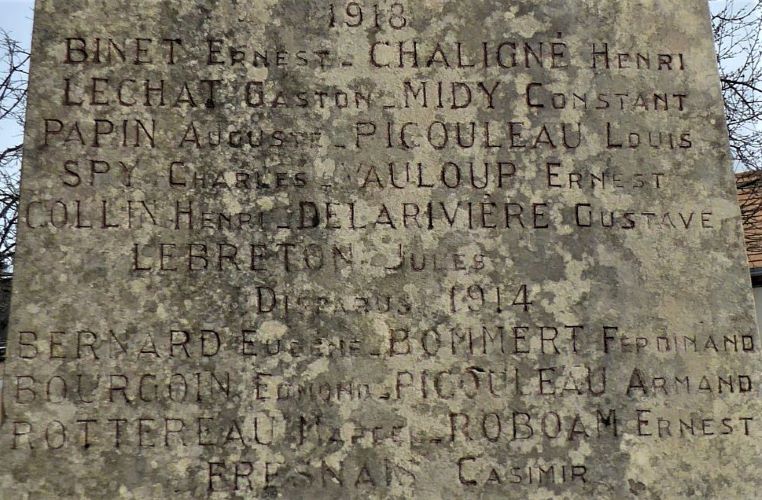 1918
BINET ERNEST - CHALIGNÉ HENRI
LECHAT GASTON - MIDY CONSTANT
PAPIN AUGUSTE - PICOULEAU LOUIS
SPY CHARLES - VAULOUP ERNEST
COLLIN HENRI - DELARIVIÈRE GUSTAVE
LEBRETON JULES
DISPARUS 1914
BERNARD EUGÈNE - BOMMERT FERDINAND
BOURGOIN EDMOND - PICOULEAU ARMAND
ROTTEREAU MARCEL - ROBOAM ERNEST
FRESNAIS CASIMIR